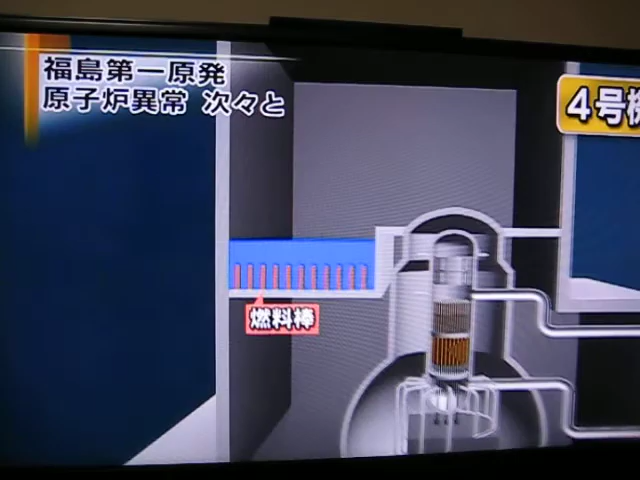 福島第一原発
原子炉異常 次々と
4号機
燃料棒